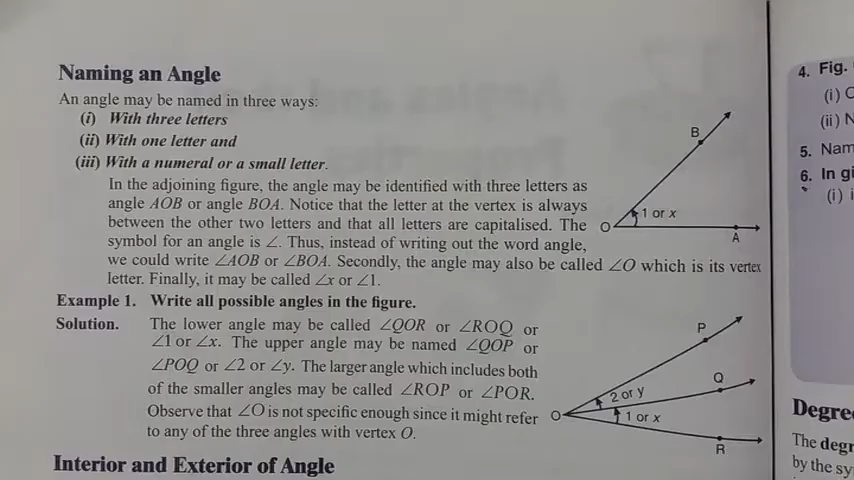 Naming an Angle
An angle may be named in three ways:
(i) With three letters
(ii) With one letter and
(iii) With a numeral or a small letter.
In the adjoining figure, the angle may be identified with three letters as
angle AOB or angle BOA. Notice that the letter at the vertex is always
between the other two letters and that all letters are capitalised. The
symbol for an angle is ∠. Thus, instead of writing out the word angle,
we could write ∠AOB or ∠BOA. Secondly, the angle may also be called ∠O which is its vertex
letter. Finally, it may be called ∠x or ∠1.
B
1 or x
O
A
Example 1. Write all possible angles in the figure.
Solution. The lower angle may be called ∠QOR or ∠ROQ or
∠1 or ∠x. The upper angle may be named ∠QOP or
∠POQ or ∠2 or ∠y. The larger angle which includes both
of the smaller angles may be called ∠ROP or ∠POR.
Observe that ∠O is not specific enough since it might refer
to any of the three angles with vertex O.
P
Q
2 or y
O
1 or x
R
Interior and Exterior of Angle
4. Fig.
(i)
(ii)
5.
6. In
(i)
The
by the